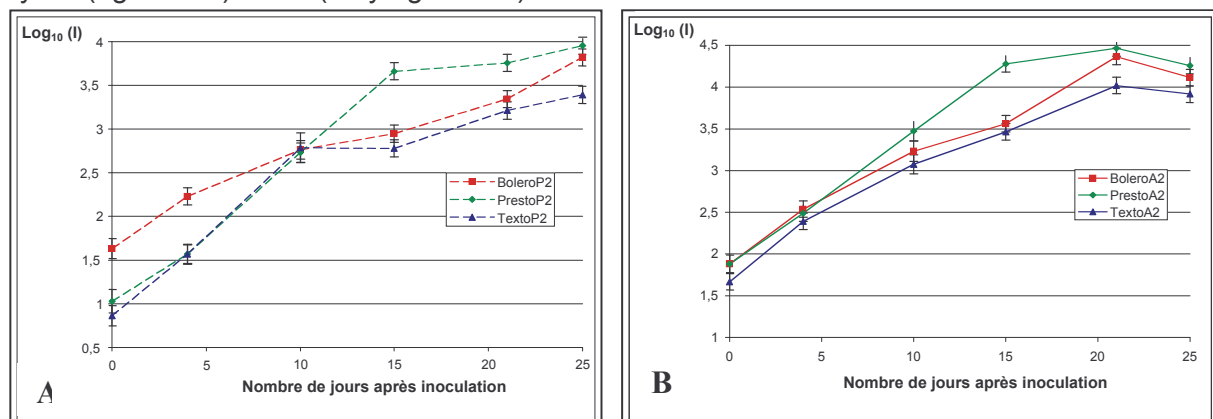 Log₁₀ (I)
4
3,5
3
2,5
2
1,5
1
0,5
0 5 10 15 20 25
BoleroP2
PrestoP2
TextoP2
Nombre de jours après inoculation
A
Log₁₀ (I)
4,5
4
3,5
3
2,5
2
1,5
1
0 5 10 15 20 25
BoleroA2
PrestoA2
TextoA2
Nombre de jours après inoculation
B